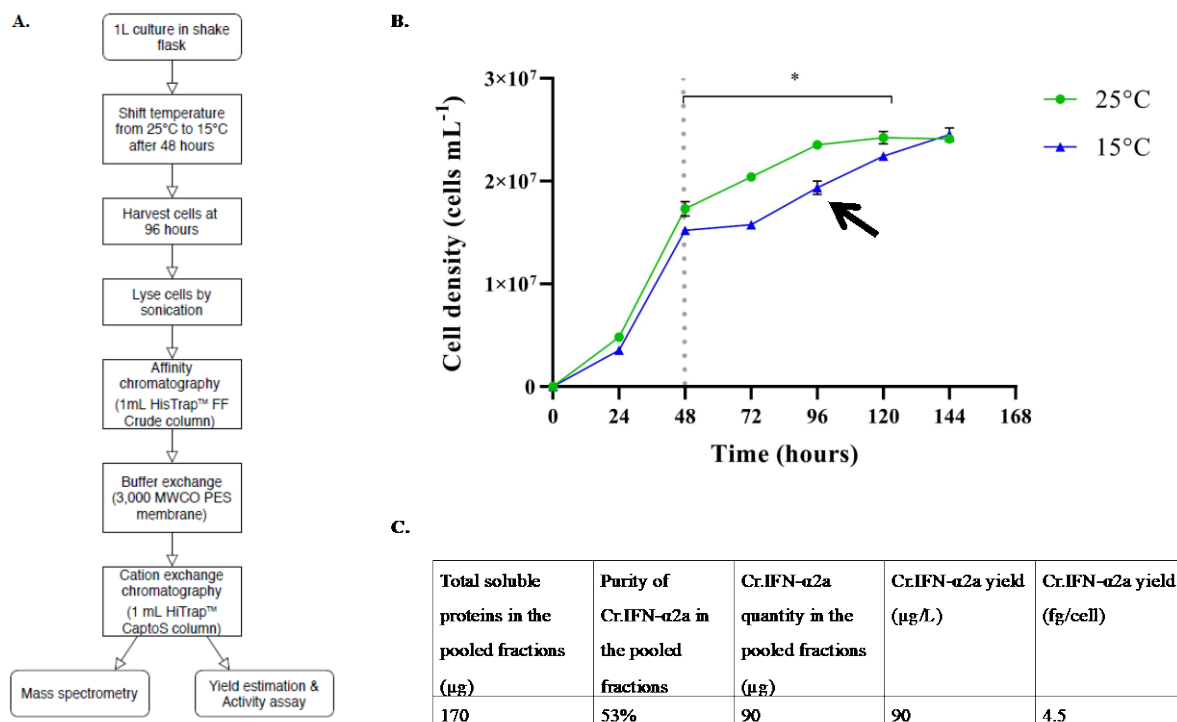 A.
1L culture in shake
flask
Shift temperature
from 25°C to 15°C
after 48 hours
Harvest cells at
96 hours
Lyse cells by
sonication
Affinity
chromatography
(1mL HisTrap™ FF
Crude column)
Buffer exchange
(3,000 MWCO PES
membrane)
Cation exchange
chromatography
(1 mL HiTrap™
CaptoS column)
Mass spectrometry
Yield estimation &
Activity assay
B.
3×10⁷
2×10⁷
1×10⁷
0
Cell density (cells mL⁻¹)
*
25°C
15°C
0 24 48 72 96 120 144 168
Time (hours)
C.
Total soluble
proteins in the
pooled fractions
(µg)
Purity of
Cr.IFN-α2a in
the pooled
fractions
Cr.IFN-α2a
quantity in the
pooled fractions
(µg)
Cr.IFN-α2a yield
(µg/L)
Cr.IFN-α2a yield
(fg/cell)
170 53% 90 90 4.5